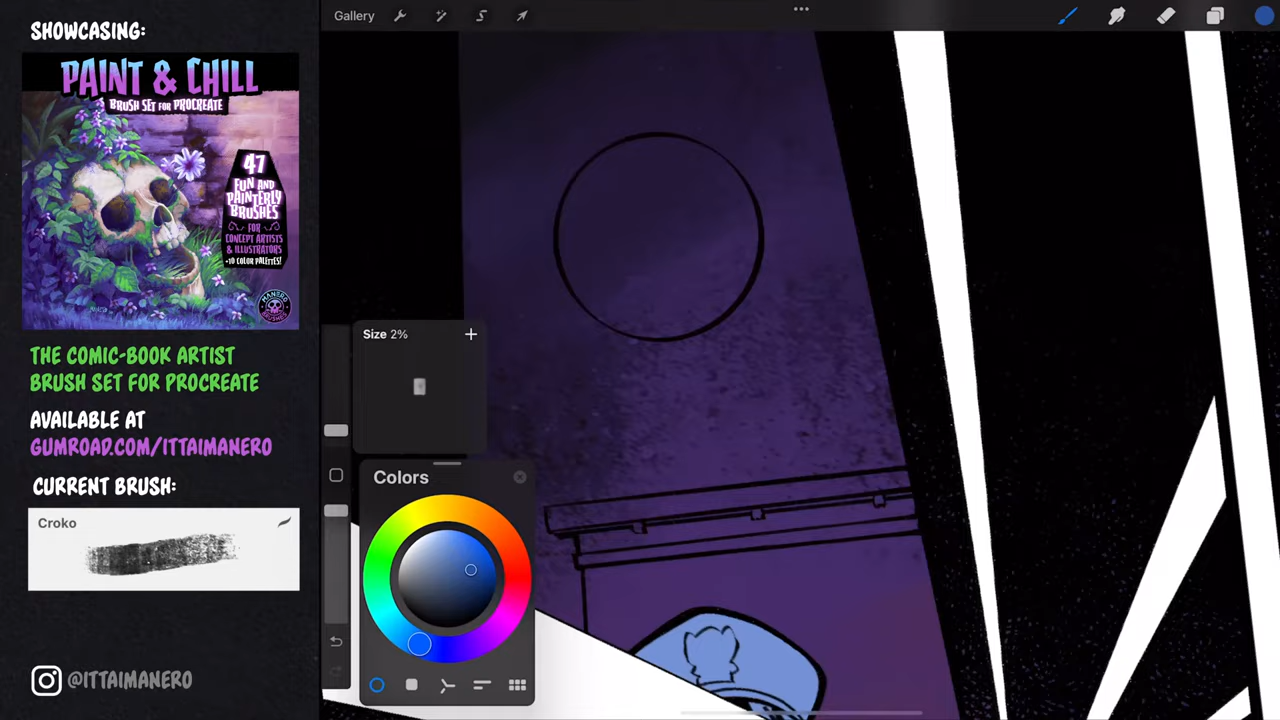 SHOWCASING:
PAINT & CHILL
BRUSH SET FOR PROCREATE
47
FUN AND
PAINTERLY
BRUSHES
FOR
CONCEPT ARTISTS
& ILLUSTRATORS
+10 COLOR PALETTES!
MANERO
BRUSHES
THE COMIC-BOOK ARTIST
BRUSH SET FOR PROCREATE
AVAILABLE AT
GUMROAD.COM/ITTAIMANERO
CURRENT BRUSH:
Croko
@ITTAIMANERO
Gallery
Size 2%
Colors